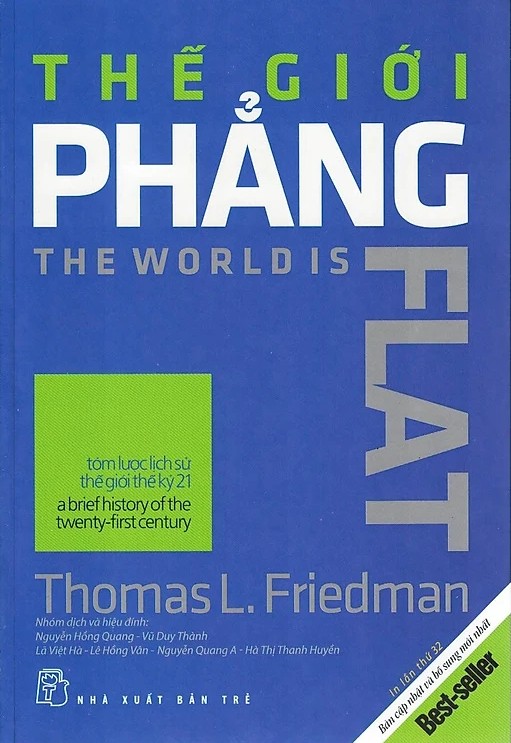 THẾ GIỚI
PHẲNG
THE WORLD IS
FLAT
tóm lược lịch sử
thế giới thế kỷ 21
a brief history of the
twenty-first century
Thomas L. Friedman
Nhóm dịch và hiệu đính:
Nguyễn Hồng Quang - Vũ Duy Thành
Lã Việt Hà - Lê Hồng Vân - Nguyễn Quang A - Hà Thị Thanh Huyền
In lần thứ 32
Bản cập nhật và bổ sung mới nhất
Best-seller
NHÀ XUẤT BẢN TRẺ